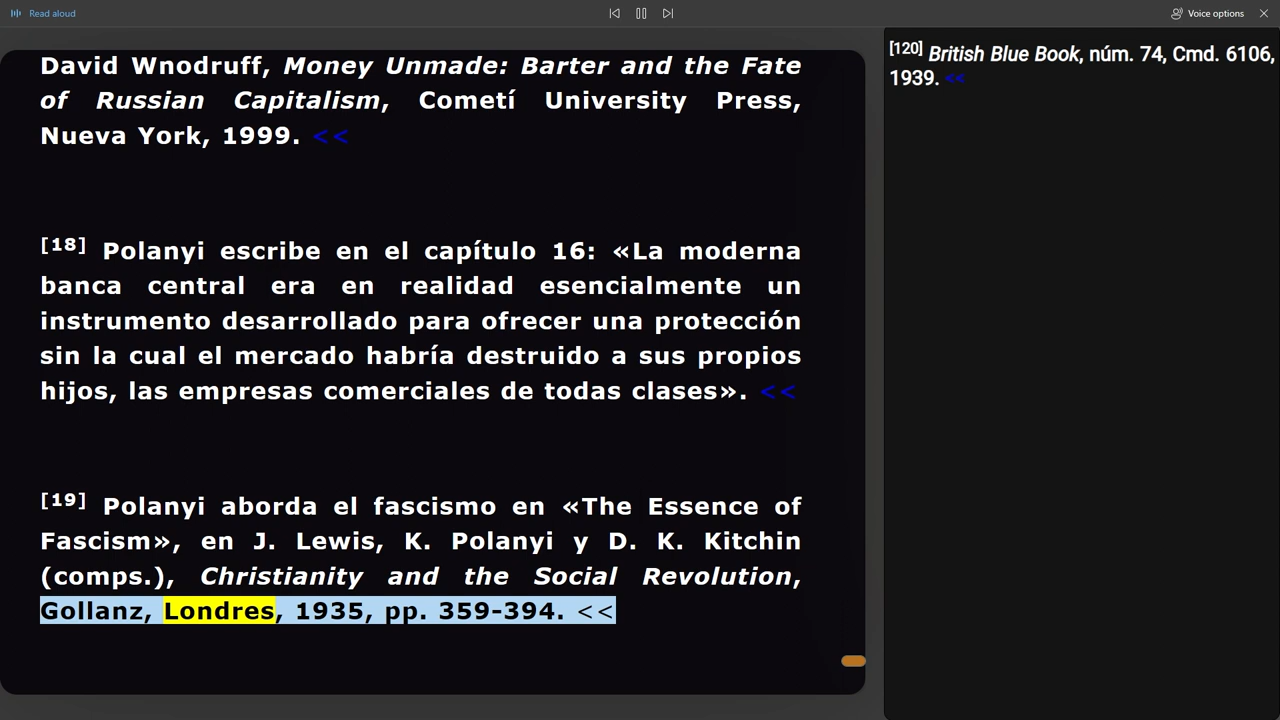 Read aloud
Voice options
David Wnodruff, Money Unmade: Barter and the Fate
of Russian Capitalism, Cometí University Press,
Nueva York, 1999. <<
[18] Polanyi escribe en el capítulo 16: «La moderna
banca central era en realidad esencialmente un
instrumento desarrollado para ofrecer una protección
sin la cual el mercado habría destruido a sus propios
hijos, las empresas comerciales de todas clases». <<
[19] Polanyi aborda el fascismo en «The Essence of
Fascism», en J. Lewis, K. Polanyi y D. K. Kitchin
(comps.), Christianity and the Social Revolution,
Gollanz, Londres, 1935, pp. 359-394. <<
[120] British Blue Book, núm. 74, Cmd. 6106,
1939. <<